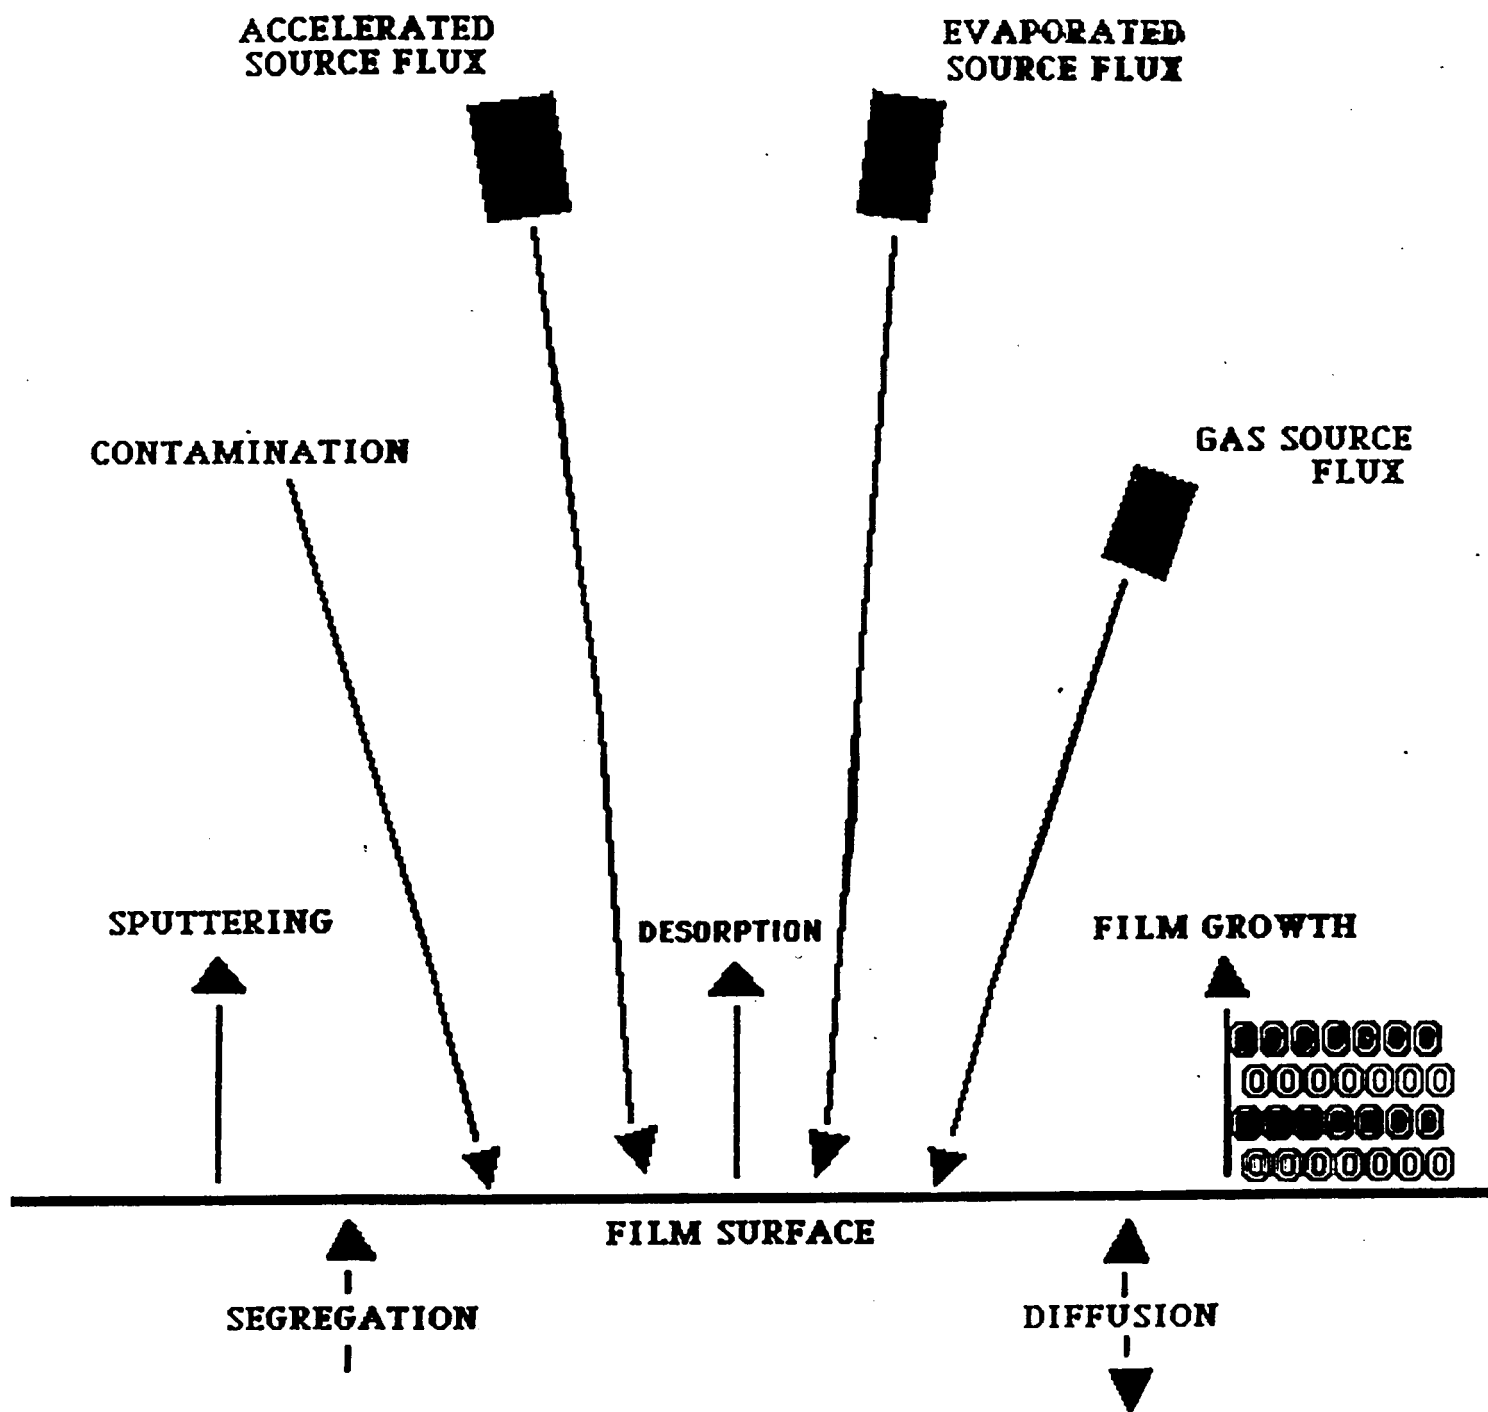 ACCELERATED
SOURCE FLUX
EVAPORATED
SOURCE FLUX
CONTAMINATION
GAS SOURCE
FLUX
SPUTTERING
DESORPTION
FILM GROWTH
FILM SURFACE
SEGREGATION
DIFFUSION